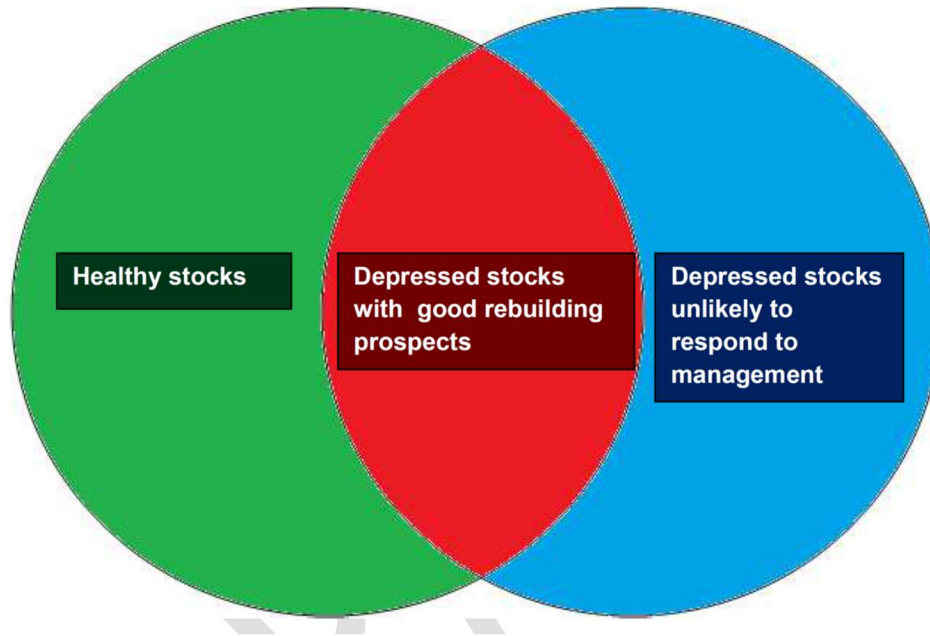 Healthy stocks
Depressed stocks
with good rebuilding
prospects
Depressed stocks
unlikely to
respond to
management